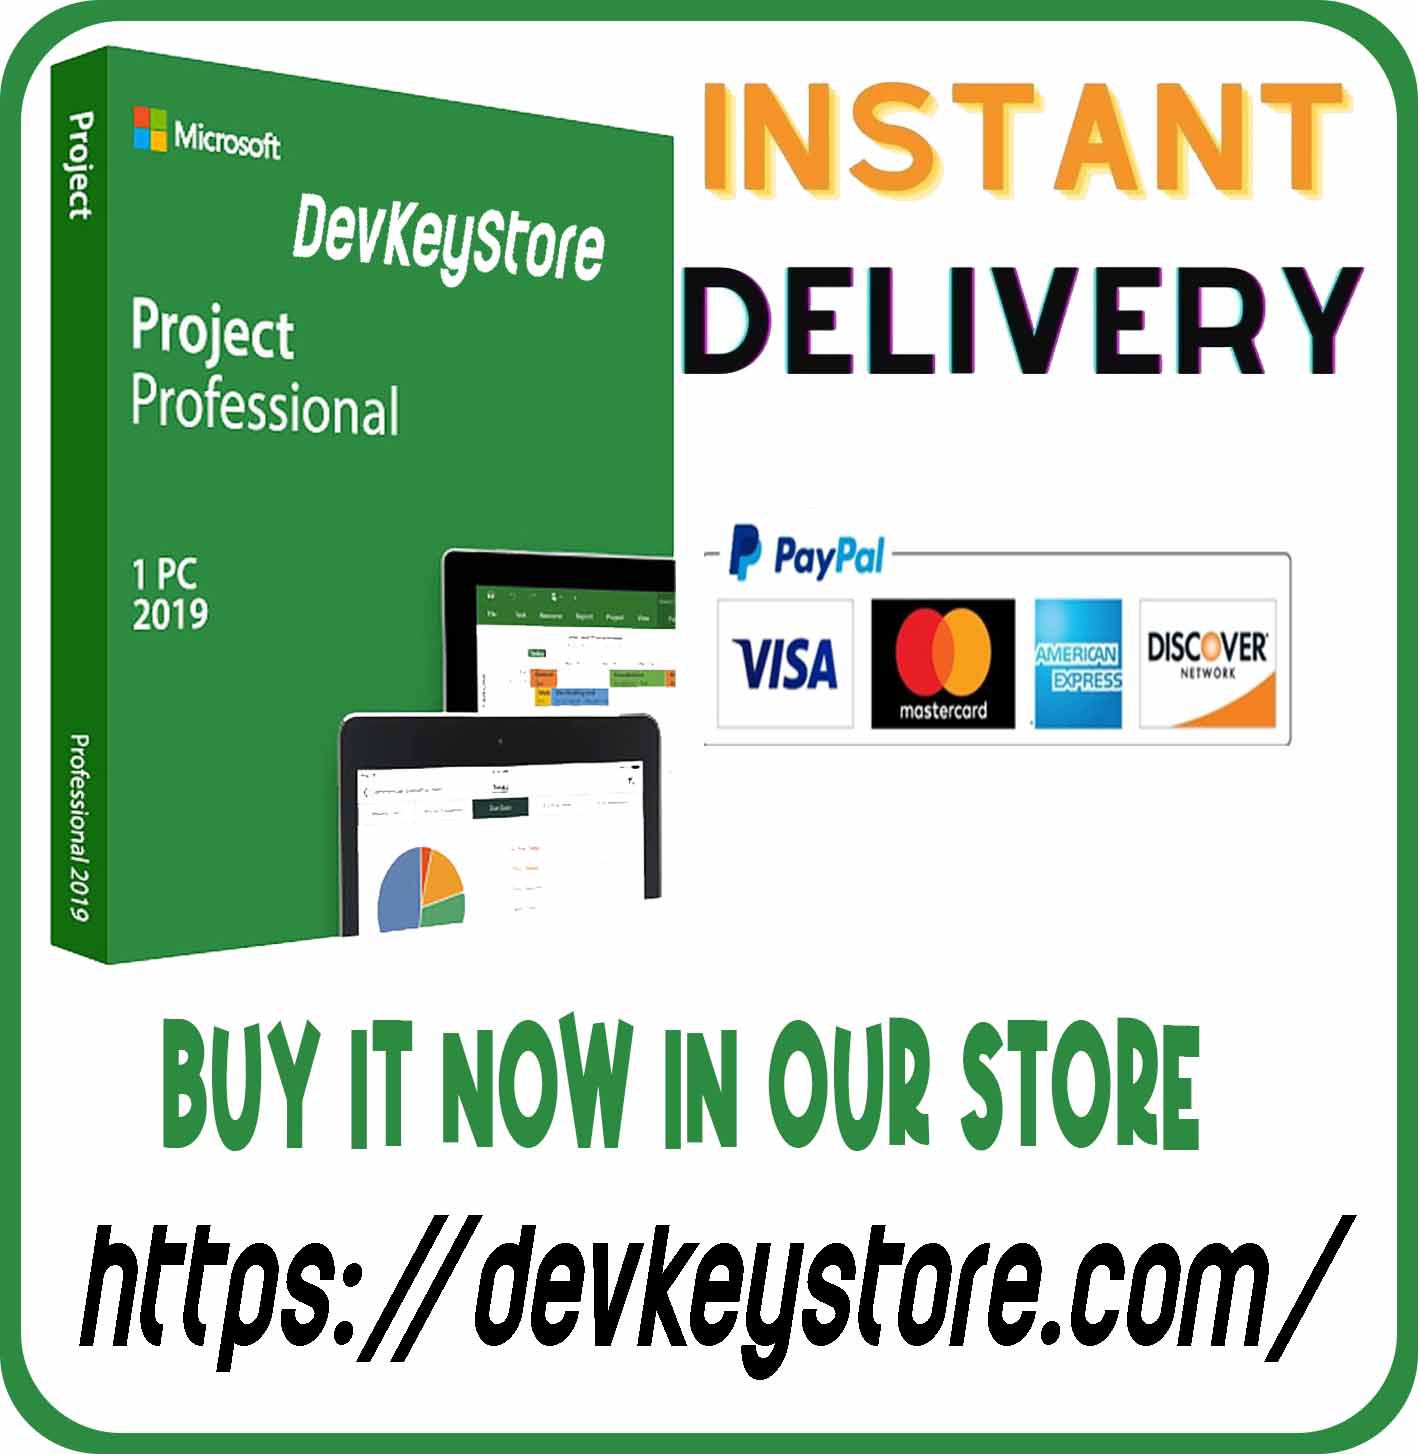 Project
Professional 2019
Microsoft
DevKeyStore
Project
Professional
1 PC
2019
INSTANT
DELIVERY
PayPal
VISA
mastercard
AMERICAN
EXPRESS
DISCOVER
NETWORK
BUY IT NOW IN OUR STORE
https://devkeystore.com/